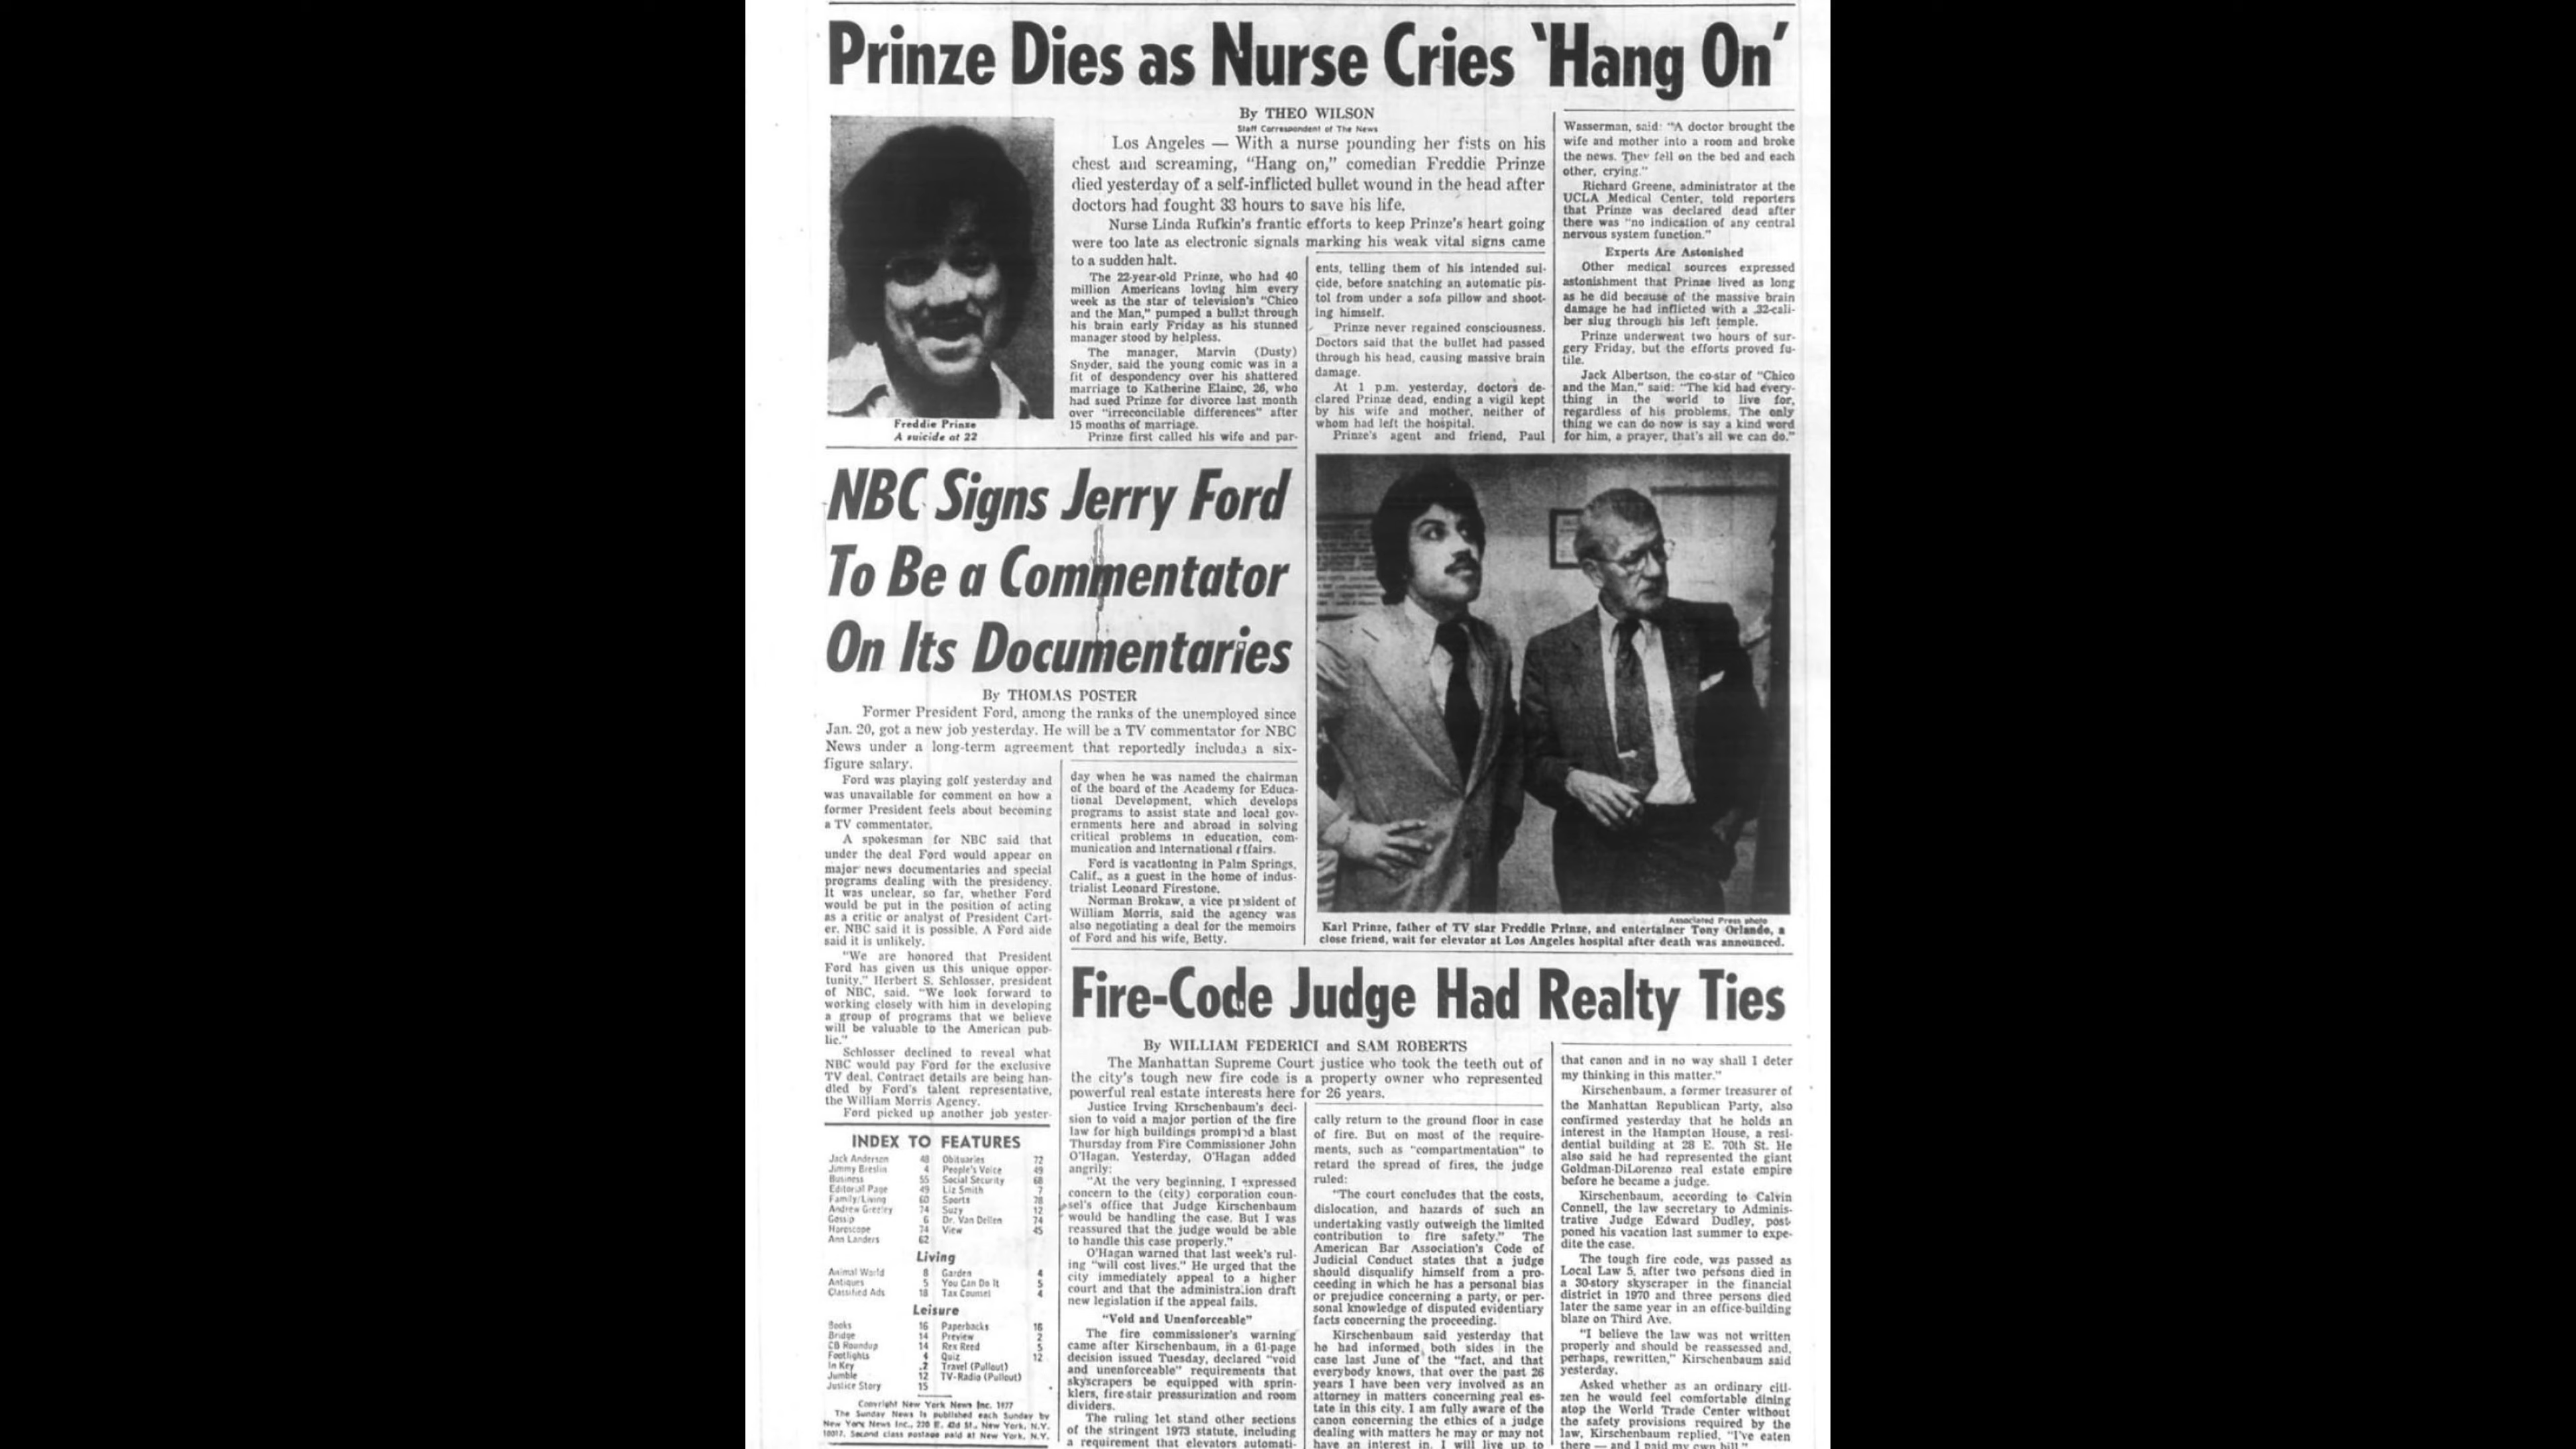 Prinze Dies as Nurse Cries 'Hang On'
By THEO WILSON
Staff Correspondent of The News
Los Angeles — With a nurse pounding her fists on his
chest and screaming, "Hang on," comedian Freddie Prinze
died yesterday of a self-inflicted bullet wound in the head after
doctors had fought 33 hours to save his life.
Nurse Linda Rufkin's frantic efforts to keep Prinze's heart going
were too late as electronic signals marking his weak vital signs came
to a sudden halt.
The 22-year-old Prinze, who had 40
million Americans loving him every
week as the star of television's "Chico
and the Man," pumped a bullet through
his brain early Friday as his stunned
manager stood by helpless.
The manager, Marvin (Dusty)
Snyder, said the young comic was in a
fit of despondency over his shattered
marriage to Katherine Elaine, 26, who
had sued Prinze for divorce last month
over "irreconcilable differences" after
15 months of marriage.
Prinze first called his wife and par-
ents, telling them of his intended sui-
cide, before snatching an automatic pis-
tol from under a sofa pillow and shoot-
ing himself.
Prinze never regained consciousness.
Doctors said that the bullet had passed
through his head, causing massive brain
damage.
At 1 p.m. yesterday, doctors de-
clared Prinze dead, ending a vigil kept
by his wife and mother, neither of
whom had left the hospital.
Prinze's agent and friend, Paul
Wasserman, said: "A doctor brought the
wife and mother into a room and broke
the news. They fell on the bed and each
other, crying."
Richard Greene, administrator at the
UCLA Medical Center, told reporters
that Prinze was declared dead after
there was "no indication of any central
nervous system function."
Experts Are Astonished
Other medical sources expressed
astonishment that Prinze lived as long
as he did because of the massive brain
damage he had inflicted with a .32-cali-
ber slug through his left temple.
Prinze underwent two hours of sur-
gery Friday, but the efforts proved fu-
tile.
Jack Albertson, the co-star of "Chico
and the Man," said: "The kid had every-
thing in the world to live for,
regardless of his problems. The only
thing we can do now is say a kind word
for him, a prayer, that's all we can do."
Freddie Prinze
A suicide at 22
NBC Signs Jerry Ford
To Be a Commentator
On Its Documentaries
By THOMAS POSTER
Former President Ford, among the ranks of the unemployed since
Jan. 20, got a new job yesterday. He will be a TV commentator for NBC
News under a long-term agreement that reportedly includes a six-
figure salary.
Ford was playing golf yesterday and
was unavailable for comment on how a
former President feels about becoming
a TV commentator.
A spokesman for NBC said that
under the deal Ford would appear on
major news documentaries and special
programs dealing with the presidency.
It was unclear, so far, whether Ford
would be put in the position of acting
as a critic or analyst of President Cart-
er. NBC said it is possible. A Ford aide
said it is unlikely.
"We are honored that President
Ford has given us this unique oppor-
tunity," Herbert S. Schlosser, president
of NBC, said. "We look forward to
working closely with him in developing
a group of programs that we believe
will be valuable to the American pub-
lic."
Schlosser declined to reveal what
NBC would pay Ford for the exclusive
TV deal. Contract details are being han-
dled by Ford's talent representative,
the William Morris Agency.
Ford picked up another job yester-
day when he was named the chairman
of the board of the Academy for Educa-
tional Development, which develops
programs to assist state and local gov-
ernments here and abroad in solving
critical problems in education, com-
munication and international affairs.
Ford is vacationing in Palm Springs,
Calif., as a guest in the home of indus-
trialist Leonard Firestone.
Norman Brokaw, a vice president of
William Morris, said the agency was
also negotiating a deal for the memoirs
of Ford and his wife, Betty.
Associated Press photo
Karl Prinze, father of TV star Freddie Prinze, and entertainer Tony Orlando, a
close friend, wait for elevator at Los Angeles hospital after death was announced.
Fire-Code Judge Had Realty Ties
By WILLIAM FEDERICI and SAM ROBERTS
The Manhattan Supreme Court justice who took the teeth out of
the city's tough new fire code is a property owner who represented
powerful real estate interests here for 26 years.
Justice Irving Kirschenbaum's deci-
sion to void a major portion of the fire
law for high buildings prompted a blast
Thursday from Fire Commissioner John
O'Hagan. Yesterday, O'Hagan added
angrily:
"At the very beginning, I expressed
concern to the (city) corporation coun-
sel's office that Judge Kirschenbaum
would be handling the case. But I was
reassured that the judge would be able
to handle this case properly."
O'Hagan warned that last week's rul-
ing "will cost lives." He urged that the
city immediately appeal to a higher
court and that the administration draft
new legislation if the appeal fails.
"Void and Unenforceable"
The fire commissioner's warning
came after Kirschenbaum, in a 61-page
decision issued Tuesday, declared "void
and unenforceable" requirements that
skyscrapers be equipped with sprin-
klers, fire-stair pressurization and room
dividers.
The ruling let stand other sections
of the stringent 1973 statute, including
a requirement that elevators automati-
cally return to the ground floor in case
of fire. But on most of the require-
ments, such as "compartmentation" to
retard the spread of fires, the judge
ruled:
"The court concludes that the costs,
dislocation, and hazards of such an
undertaking vastly outweigh the limited
contribution to fire safety." The
American Bar Association's Code of
Judicial Conduct states that a judge
should disqualify himself from a pro-
ceeding in which he has a personal bias
or prejudice concerning a party, or per-
sonal knowledge of disputed evidentiary
facts concerning the proceeding.
Kirschenbaum said yesterday that
he had informed both sides in the
case last June of the "fact, and that
everybody knows, that over the past 26
years I have been very involved as an
attorney in matters concerning real es-
tate in this city. I am fully aware of the
canon concerning the ethics of a judge
dealing with matters he may or may not
have an interest in. I will live up to
that canon and in no way shall I deter
my thinking in this matter."
Kirschenbaum, a former treasurer of
the Manhattan Republican Party, also
confirmed yesterday that he holds an
interest in the Hampton House, a resi-
dential building at 28 E. 70th St. He
also said he had represented the giant
Goldman-DiLorenzo real estate empire
before he became a judge.
Kirschenbaum, according to Calvin
Connell, the law secretary to Adminis-
trative Judge Edward Dudley, post-
poned his vacation last summer to expe-
dite the case.
The tough fire code, was passed as
Local Law 5, after two persons died in
a 30-story skyscraper in the financial
district in 1970 and three persons died
later the same year in an office-building
blaze on Third Ave.
"I believe the law was not written
properly and should be reassessed and,
perhaps, rewritten," Kirschenbaum said
yesterday.
Asked whether as an ordinary citi-
zen he would feel comfortable dining
atop the World Trade Center without
the safety provisions required by the
law, Kirschenbaum replied, "I've eaten
there — and I paid my own bill."
INDEX TO FEATURES
Jack Anderson 48 Obituaries 72
Jimmy Breslin 4 People's Voice 49
Business 55 Social Security 68
Editorial Page 49 Liz Smith 7
Family/Living 60 Sports 78
Andrew Greeley 74 Suzy 12
Gossip 6 Dr. Van Dellen 74
Horoscope 74 View 45
Ann Landers 62
Living
Animal World 8 Garden 4
Antiques 5 You Can Do It 5
Classified Ads 18 Tax Counsel 4
Leisure
Books 16 Paperbacks 16
Bridge 14 Preview 2
CB Roundup 14 Rex Reed 5
Footlights 4 Quiz 12
In Key 2 Travel (Pullout)
Jumble 12 TV-Radio (Pullout)
Justice Story 15
Copyright New York News Inc. 1977
The Sunday News is published each Sunday by
New York News Inc., 220 E. 42d St., New York, N.Y.
10017. Second class postage paid at New York, N.Y.